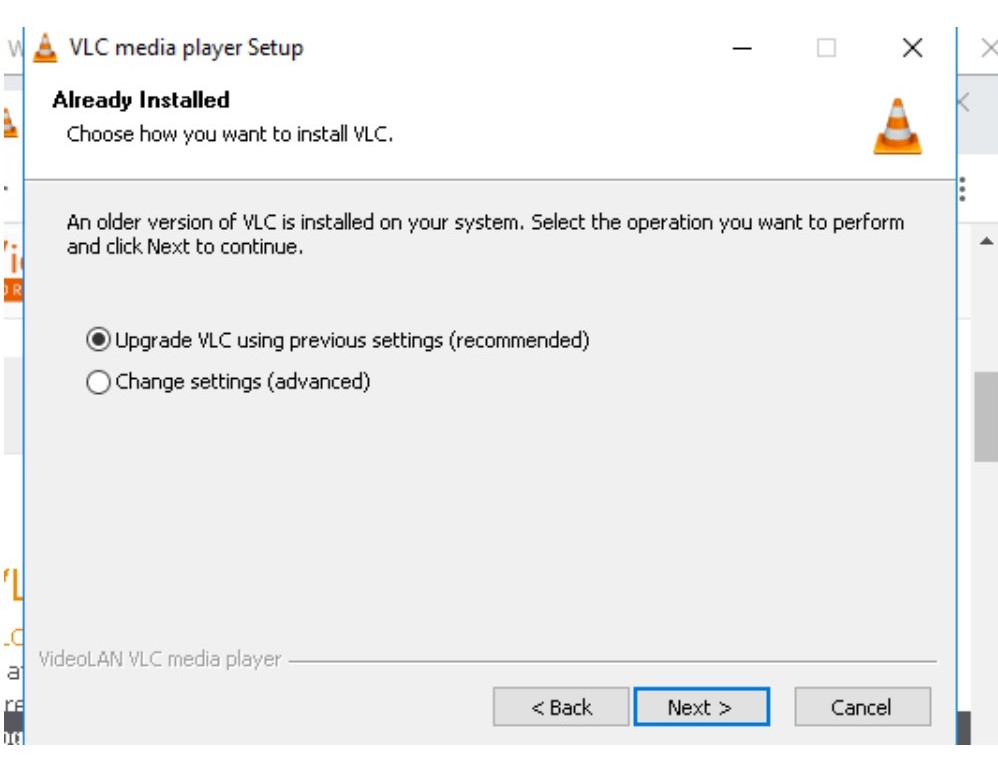 VLC media player Setup
Already Installed
Choose how you want to install VLC.
An older version of VLC is installed on your system. Select the operation you want to perform
and click Next to continue.
Upgrade VLC using previous settings (recommended)
Change settings (advanced)
VideoLAN VLC media player
< Back Next > Cancel